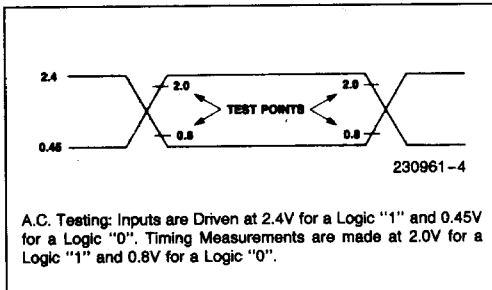 2.4
2.0
2.0
TEST POINTS
0.8
0.8
0.45
230961-4
A.C. Testing: Inputs are Driven at 2.4V for a Logic "1" and 0.45V
for a Logic "0". Timing Measurements are made at 2.0V for a
Logic "1" and 0.8V for a Logic "0".